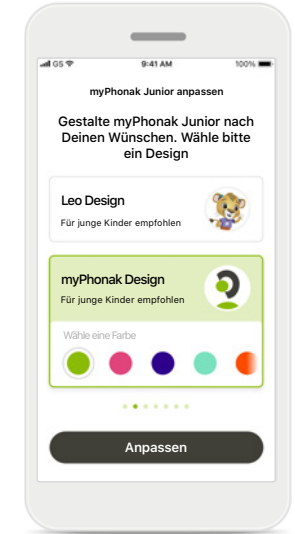 GS 9:41 AM 100%
myPhonak Junior anpassen
Gestalte myPhonak Junior nach
Deinen Wünschen. Wähle bitte
ein Design
Leo Design
Für junge Kinder empfohlen
myPhonak Design
Für junge Kinder empfohlen
Wähle eine Farbe
Anpassen